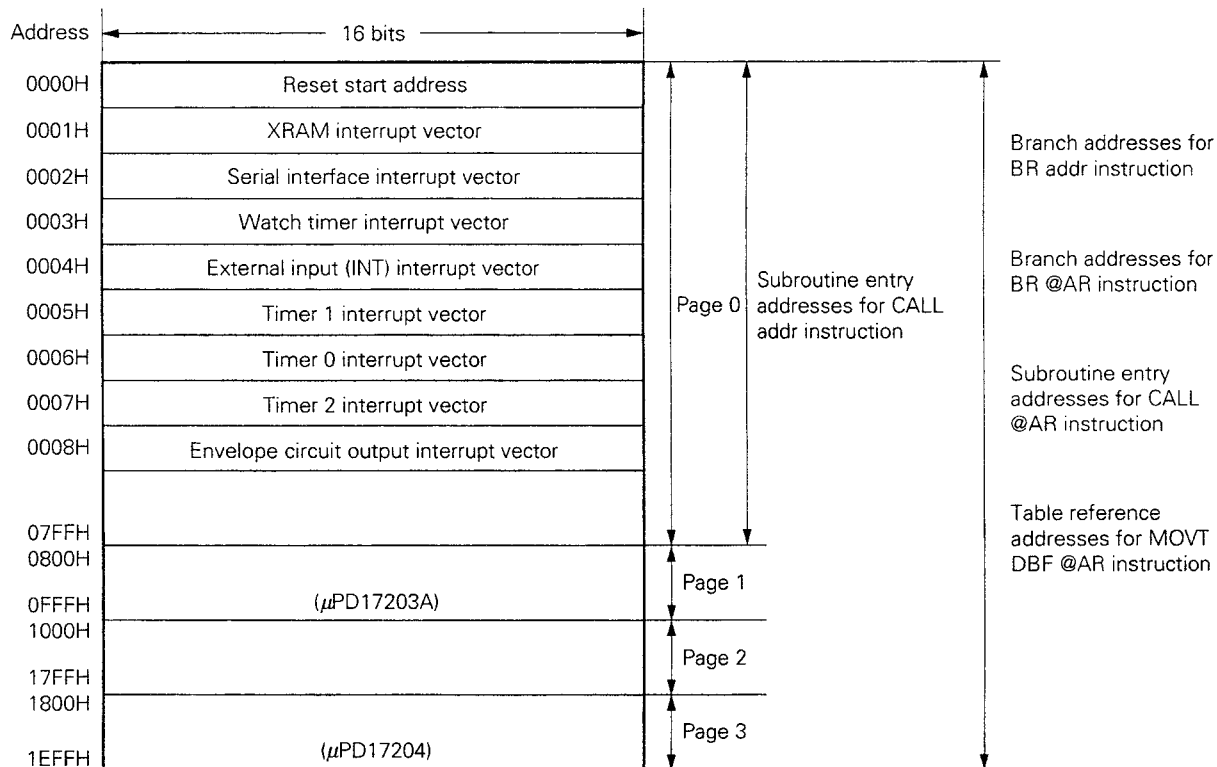 Address
16 bits
0000H
Reset start address
0001H
XRAM interrupt vector
0002H
Serial interface interrupt vector
0003H
Watch timer interrupt vector
0004H
External input (INT) interrupt vector
0005H
Timer 1 interrupt vector
0006H
Timer 0 interrupt vector
0007H
Timer 2 interrupt vector
0008H
Envelope circuit output interrupt vector
07FFH
0800H
0FFFH
(μPD17203A)
1000H
17FFH
1800H
1EFFH
(μPD17204)
Page 0
Page 1
Page 2
Page 3
Subroutine entry
addresses for CALL
addr instruction
Branch addresses for
BR addr instruction
Branch addresses for
BR @AR instruction
Subroutine entry
addresses for CALL
@AR instruction
Table reference
addresses for MOVT
DBF @AR instruction